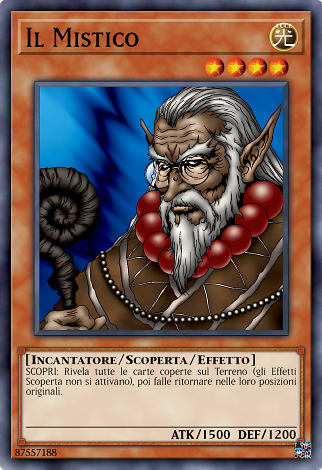 Il Mistico
光
[Incantatore/Scoperta/Effetto]
SCOPRI: Rivela tutte le carte coperte sul Terreno (gli Effetti
Scoperta non si attivano), poi falle ritornare nelle loro posizioni
originali.
ATK/1500 DEF/1200
87557188